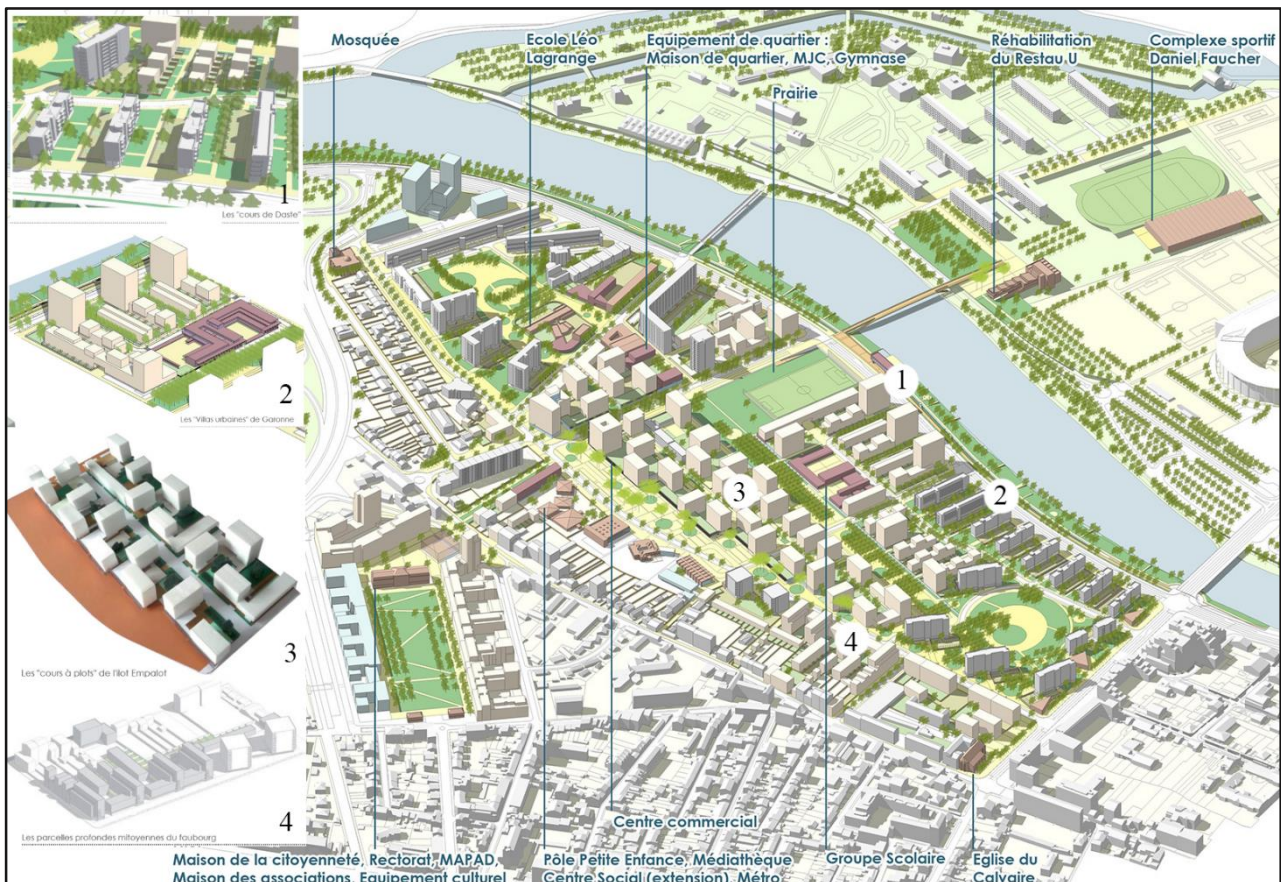 Mosquée
Ecole Léo
Lagrange
Equipement de quartier :
Maison de quartier, MJC, Gymnase
Prairie
Réhabilitation
du Restau U
Complexe sportif
Daniel Faucher
1
Les "cours de Daste"
2
Les "Villas urbaines" de Garonne
3
Les "cours à plots" de l'îlot Empalot
4
Les parcelles profondes mitoyennes du faubourg
1
2
3
4
Centre commercial
Maison de la citoyenneté, Rectorat, MAPAD,
Maison des associations, Equipement culturel
Pôle Petite Enfance, Médiathèque
Centre Social (extension), Métro
Groupe Scolaire
Eglise du
Calvaire